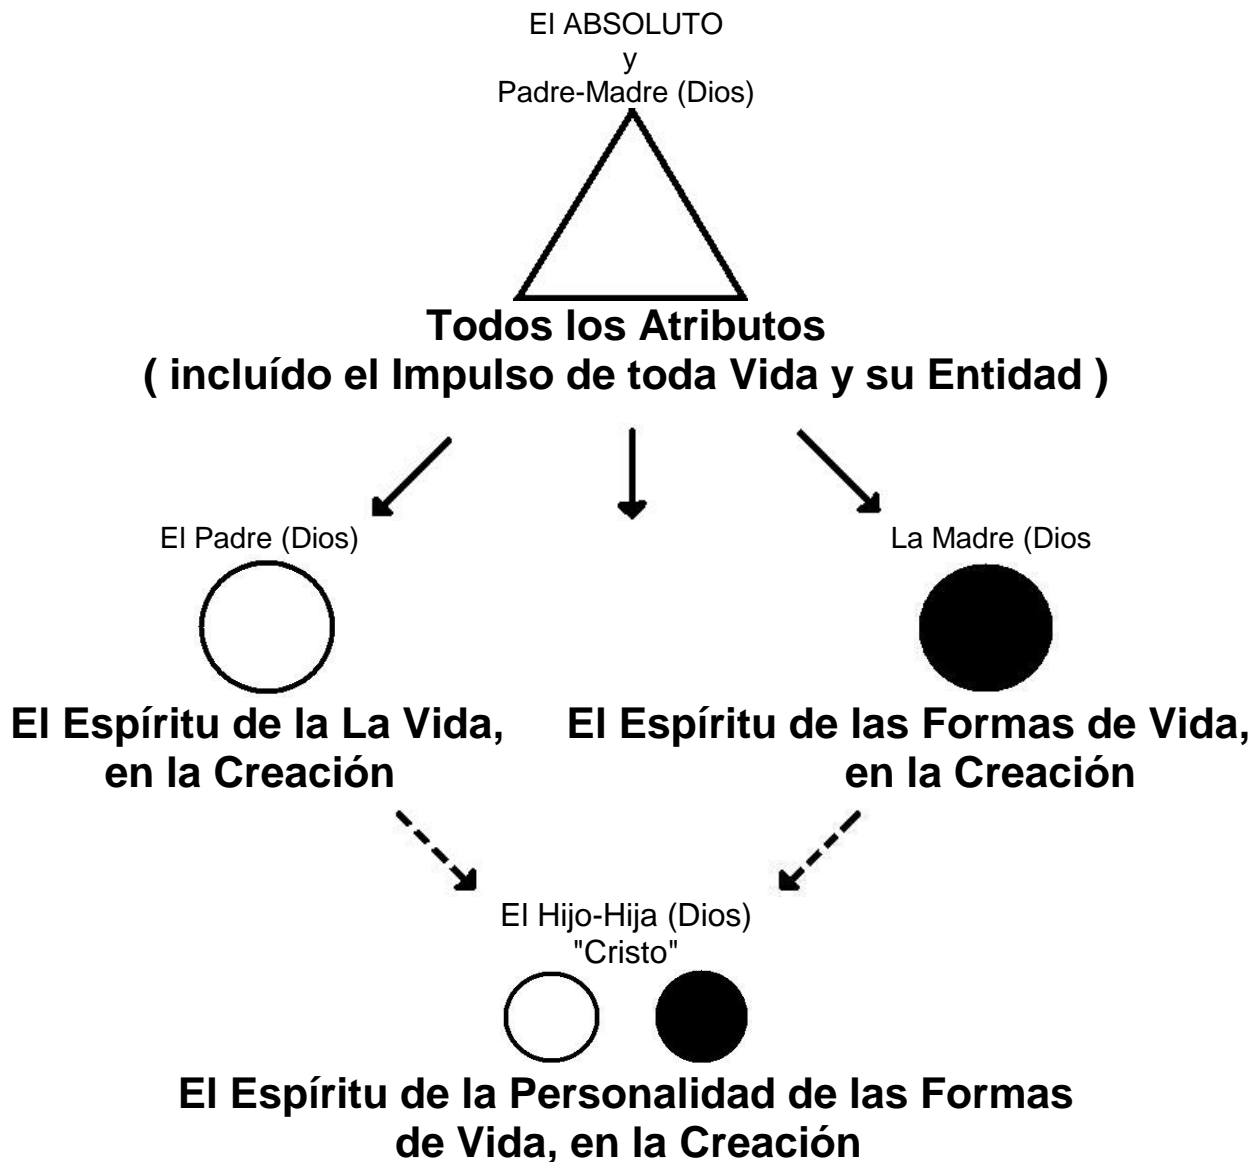 El ABSOLUTO
y
Padre-Madre (Dios)
Todos los Atributos
( incluído el Impulso de toda Vida y su Entidad )
El Padre (Dios)
La Madre (Dios
El Espíritu de la La Vida,
en la Creación
El Espíritu de las Formas de Vida,
en la Creación
El Hijo-Hija (Dios)
"Cristo"
El Espíritu de la Personalidad de las Formas
de Vida, en la Creación